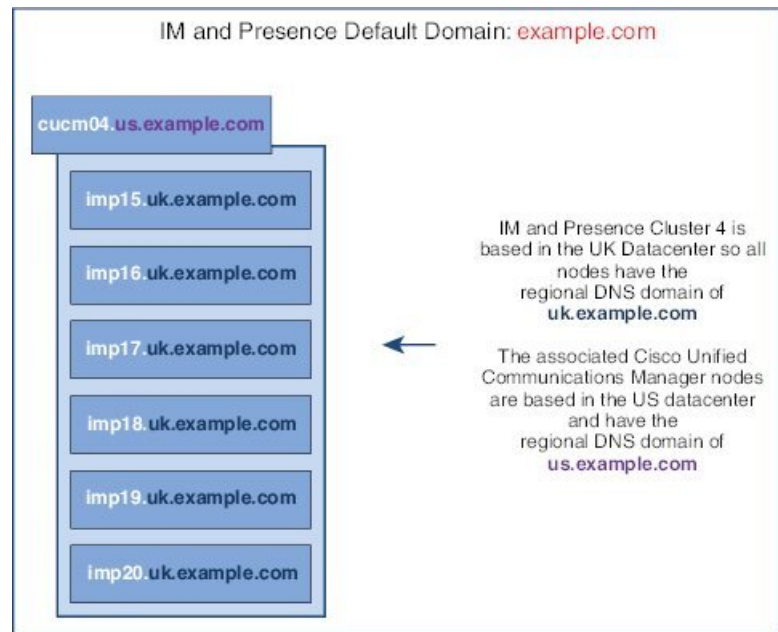 IM and Presence Default Domain: example.com
cucm04.us.example.com
imp15.uk.example.com
imp16.uk.example.com
imp17.uk.example.com
imp18.uk.example.com
imp19.uk.example.com
imp20.uk.example.com
IM and Presence Cluster 4 is
based in the UK Datacenter so all
nodes have the
regional DNS domain of
uk.example.com
The associated Cisco Unified
Communications Manager nodes
are based in the US datacenter
and have the
regional DNS domain of
us.example.com